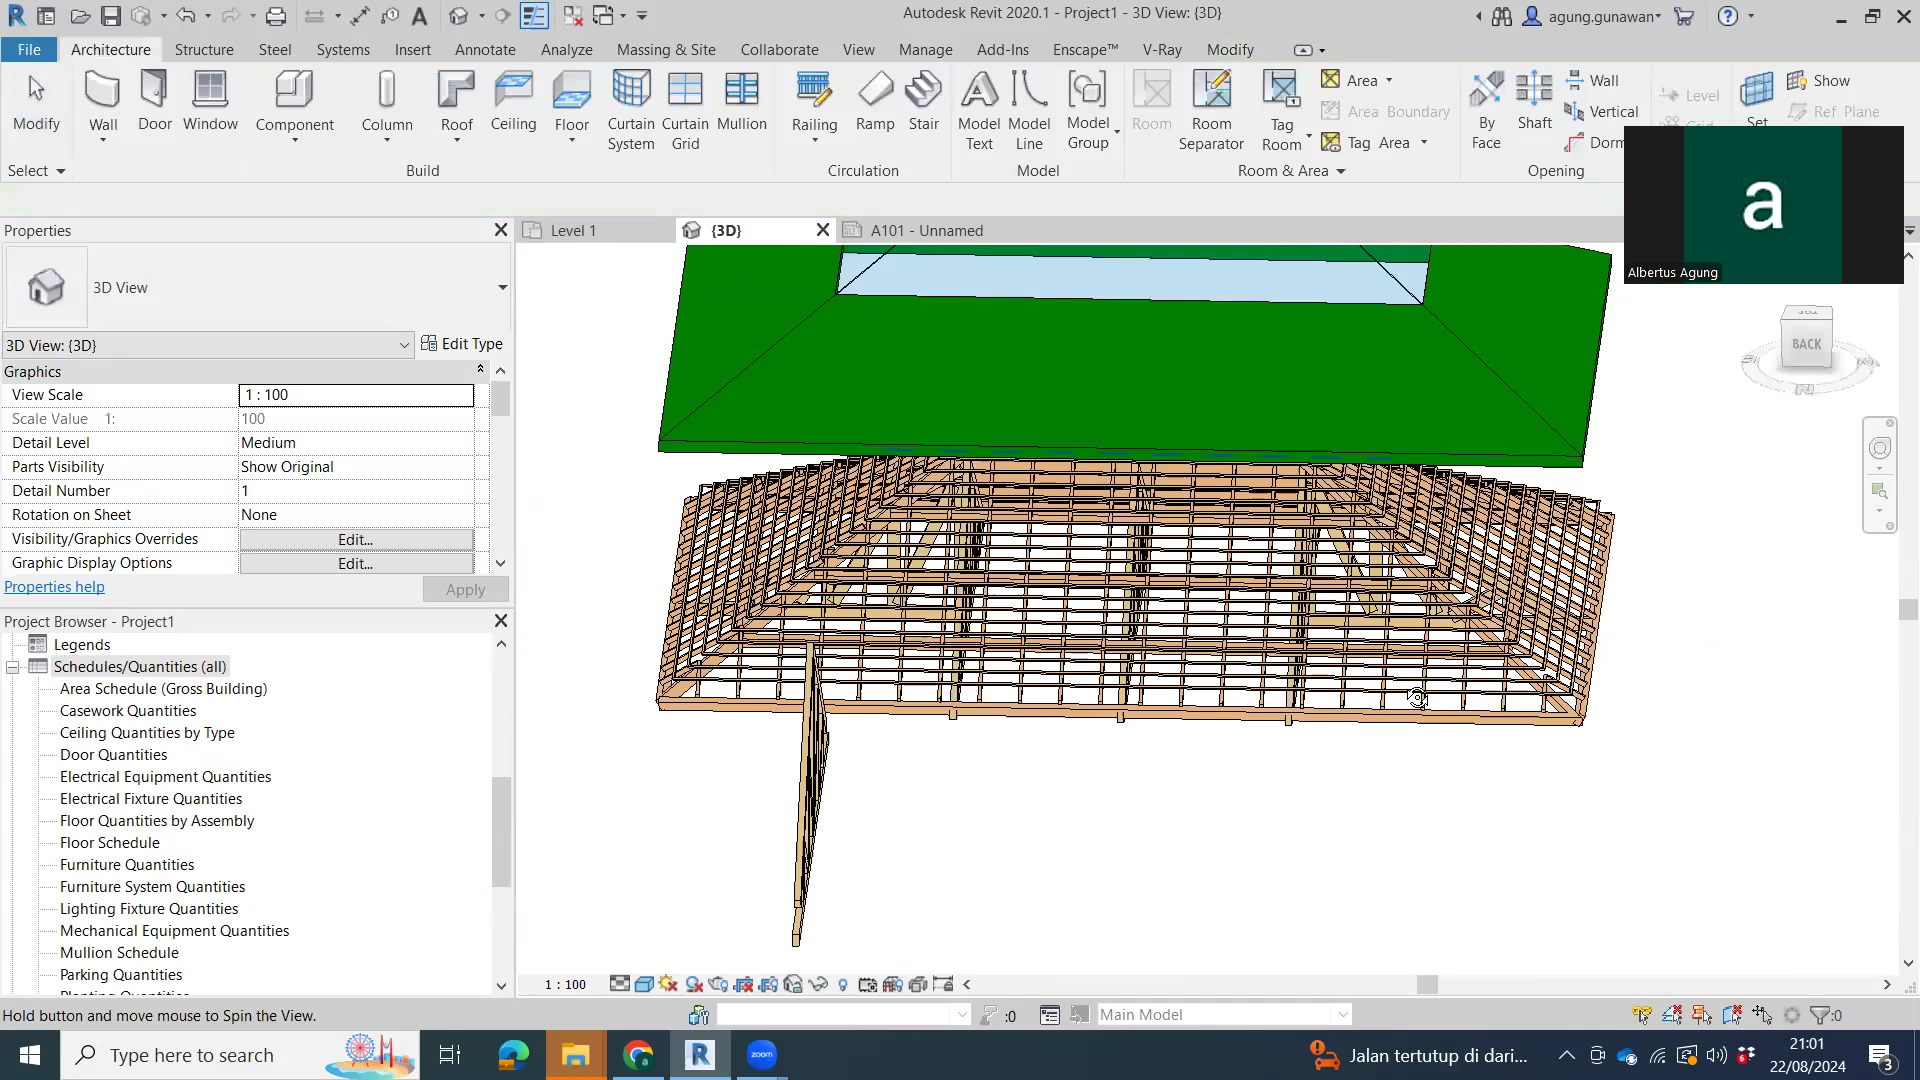 Autodesk Revit 2020.1 - Project1 - 3D View: {3D}
agung.gunawan
File
Architecture
Structure
Steel
Systems
Insert
Annotate
Analyze
Massing & Site
Collaborate
View
Manage
Add-Ins
Enscape™
V-Ray
Modify
Modify
Wall
Door
Window
Component
Column
Roof
Ceiling
Floor
Curtain System
Curtain Grid
Mullion
Railing
Ramp
Stair
Model Text
Model Line
Model Group
Room
Room Separator
Tag Room
Area
Area Boundary
Tag Area
By Face
Shaft
Wall
Vertical
Level
Set
Show
Ref Plane
Select
Build
Circulation
Model
Room & Area
Opening
a
Albertus Agung
Properties
Level 1
{3D}
A101 - Unnamed
3D View
3D View: {3D}
Edit Type
Graphics
View Scale 1 : 100
Scale Value 1: 100
Detail Level Medium
Parts Visibility Show Original
Detail Number 1
Rotation on Sheet None
Visibility/Graphics Overrides Edit...
Graphic Display Options Edit...
Properties help
Apply
BACK
TOP
Project Browser - Project1
Legends
Schedules/Quantities (all)
Area Schedule (Gross Building)
Casework Quantities
Ceiling Quantities by Type
Door Quantities
Electrical Equipment Quantities
Electrical Fixture Quantities
Floor Quantities by Assembly
Floor Schedule
Furniture Quantities
Furniture System Quantities
Lighting Fixture Quantities
Mechanical Equipment Quantities
Mullion Schedule
Parking Quantities
1 : 100
Hold button and move mouse to Spin the View.
:0
Main Model
:0
Type here to search
zoom
Jalan tertutup di dari...
21:01
22/08/2024
3